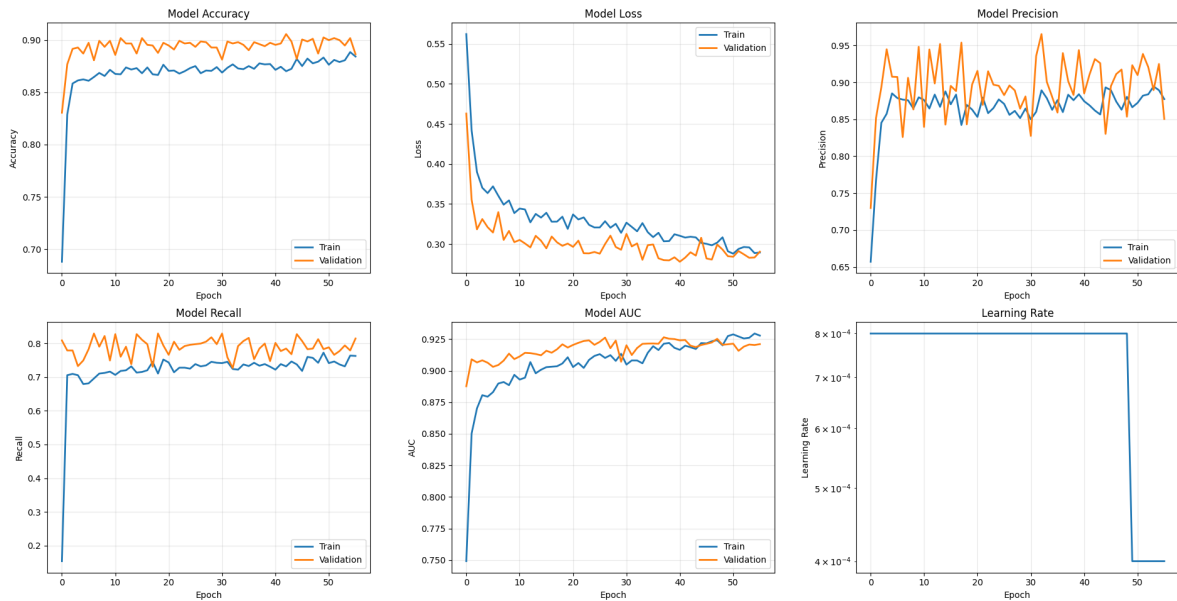 Model Accuracy
0.90
0.85
0.80
0.75
0.70
Accuracy
0
10
20
30
40
50
Epoch
Train
Validation
Model Loss
0.55
0.50
0.45
0.40
0.35
0.30
Loss
0
10
20
30
40
50
Epoch
Train
Validation
Model Precision
0.95
0.90
0.85
0.80
0.75
0.70
0.65
Precision
0
10
20
30
40
50
Epoch
Train
Validation
Model Recall
0.8
0.7
0.6
0.5
0.4
0.3
0.2
Recall
0
10
20
30
40
50
Epoch
Train
Validation
Model AUC
0.925
0.900
0.875
0.850
0.825
0.800
0.775
0.750
AUC
0
10
20
30
40
50
Epoch
Train
Validation
Learning Rate
8 × 10⁻⁴
7 × 10⁻⁴
6 × 10⁻⁴
5 × 10⁻⁴
4 × 10⁻⁴
Learning Rate
0
10
20
30
40
50
Epoch